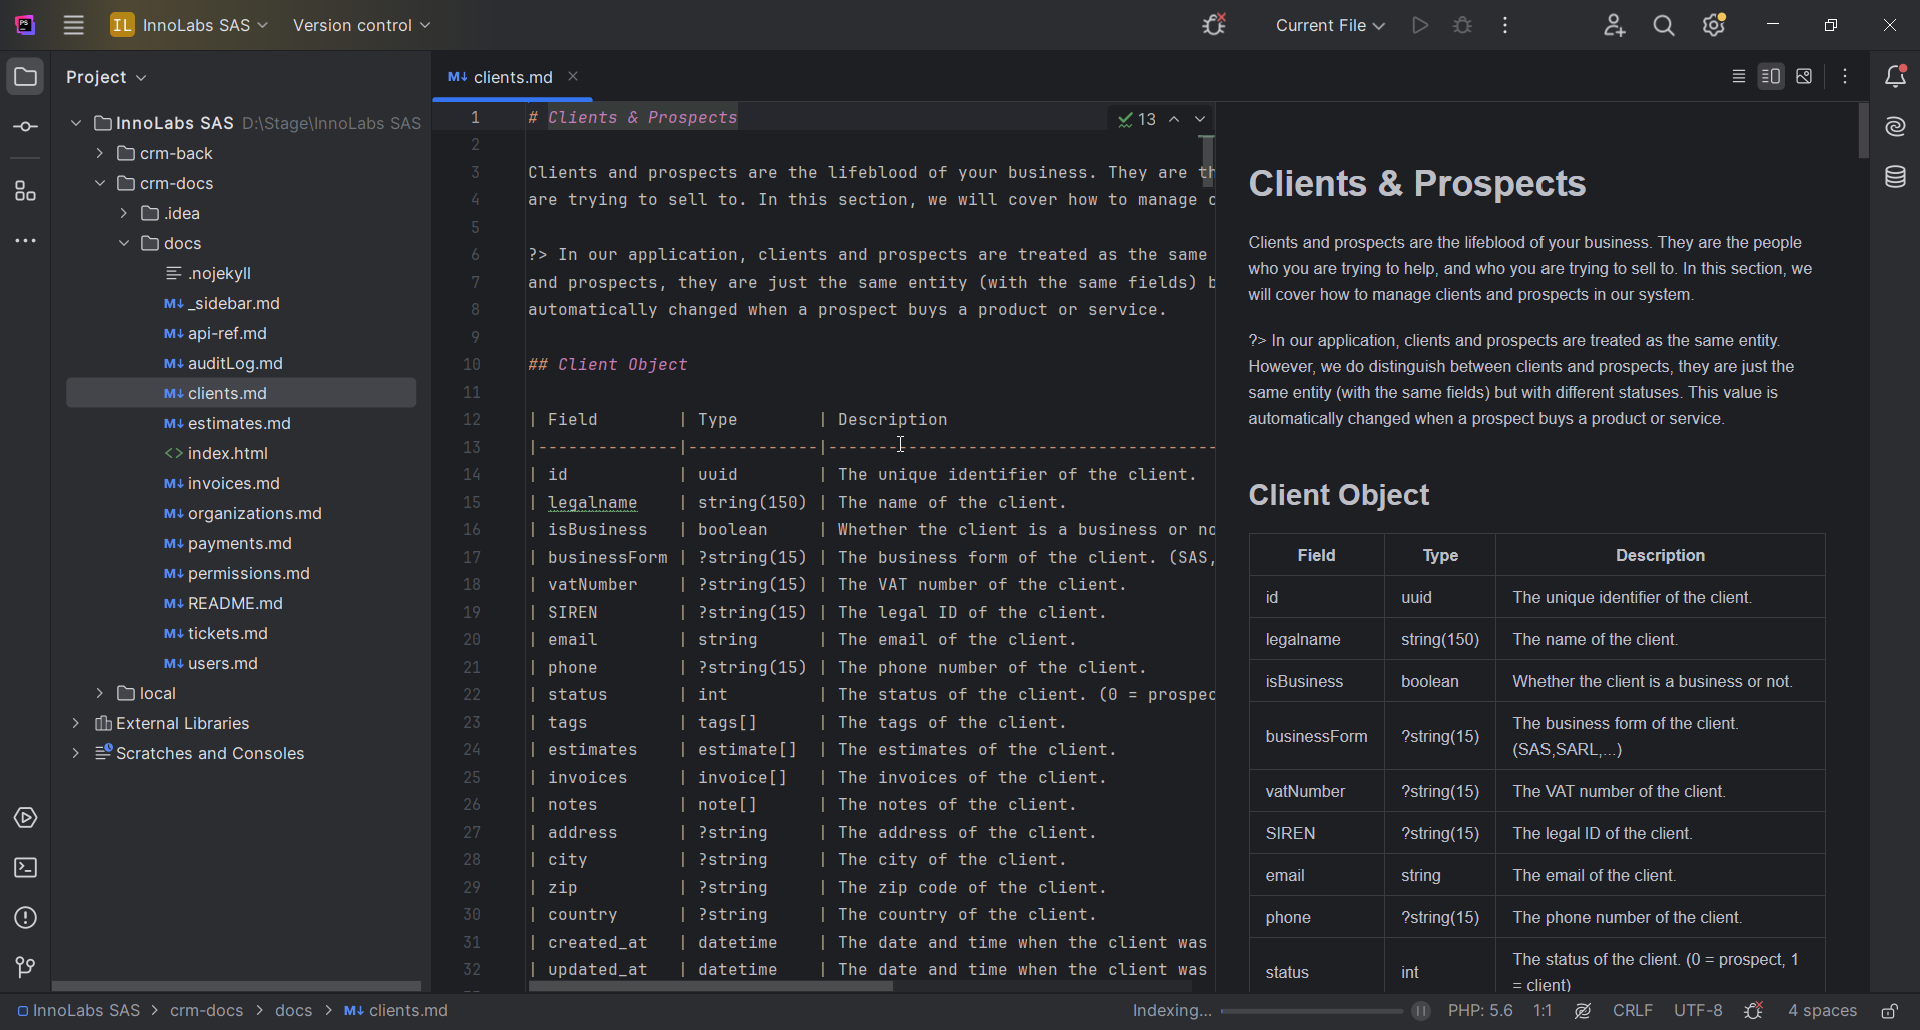 PS
IL InnoLabs SAS
Version control
Current File
Project
InnoLabs SAS D:\Stage\InnoLabs SAS
crm-back
crm-docs
.idea
docs
.nojekyll
M↓ _sidebar.md
M↓ api-ref.md
M↓ auditLog.md
M↓ clients.md
M↓ estimates.md
<> index.html
M↓ invoices.md
M↓ organizations.md
M↓ payments.md
M↓ permissions.md
M↓ README.md
M↓ tickets.md
M↓ users.md
local
External Libraries
Scratches and Consoles
M↓ clients.md
13
1 # Clients & Prospects
2
3 Clients and prospects are the lifeblood of your business. They are th
4 are trying to sell to. In this section, we will cover how to manage c
5
6 ?> In our application, clients and prospects are treated as the same
7 and prospects, they are just the same entity (with the same fields) b
8 automatically changed when a prospect buys a product or service.
9
10 ## Client Object
11
12 | Field | Type | Description
13 |--------------|-------------|---------------------------------------
14 | id | uuid | The unique identifier of the client.
15 | legalname | string(150) | The name of the client.
16 | isBusiness | boolean | Whether the client is a business or no
17 | businessForm | ?string(15) | The business form of the client. (SAS,
18 | vatNumber | ?string(15) | The VAT number of the client.
19 | SIREN | ?string(15) | The legal ID of the client.
20 | email | string | The email of the client.
21 | phone | ?string(15) | The phone number of the client.
22 | status | int | The status of the client. (0 = prospec
23 | tags | tags[] | The tags of the client.
24 | estimates | estimate[] | The estimates of the client.
25 | invoices | invoice[] | The invoices of the client.
26 | notes | note[] | The notes of the client.
27 | address | ?string | The address of the client.
28 | city | ?string | The city of the client.
29 | zip | ?string | The zip code of the client.
30 | country | ?string | The country of the client.
31 | created_at | datetime | The date and time when the client was
32 | updated_at | datetime | The date and time when the client was
Clients & Prospects
Clients and prospects are the lifeblood of your business. They are the people
who you are trying to help, and who you are trying to sell to. In this section, we
will cover how to manage clients and prospects in our system.
?> In our application, clients and prospects are treated as the same entity.
However, we do distinguish between clients and prospects, they are just the
same entity (with the same fields) but with different statuses. This value is
automatically changed when a prospect buys a product or service.
Client Object
Field Type Description
id uuid The unique identifier of the client.
legalname string(150) The name of the client.
isBusiness boolean Whether the client is a business or not.
businessForm ?string(15) The business form of the client.
(SAS,SARL,...)
vatNumber ?string(15) The VAT number of the client.
SIREN ?string(15) The legal ID of the client.
email string The email of the client.
phone ?string(15) The phone number of the client.
status int The status of the client. (0 = prospect, 1
= client)
InnoLabs SAS > crm-docs > docs > M↓ clients.md
Indexing...
PHP: 5.6
1:1
CRLF
UTF-8
4 spaces